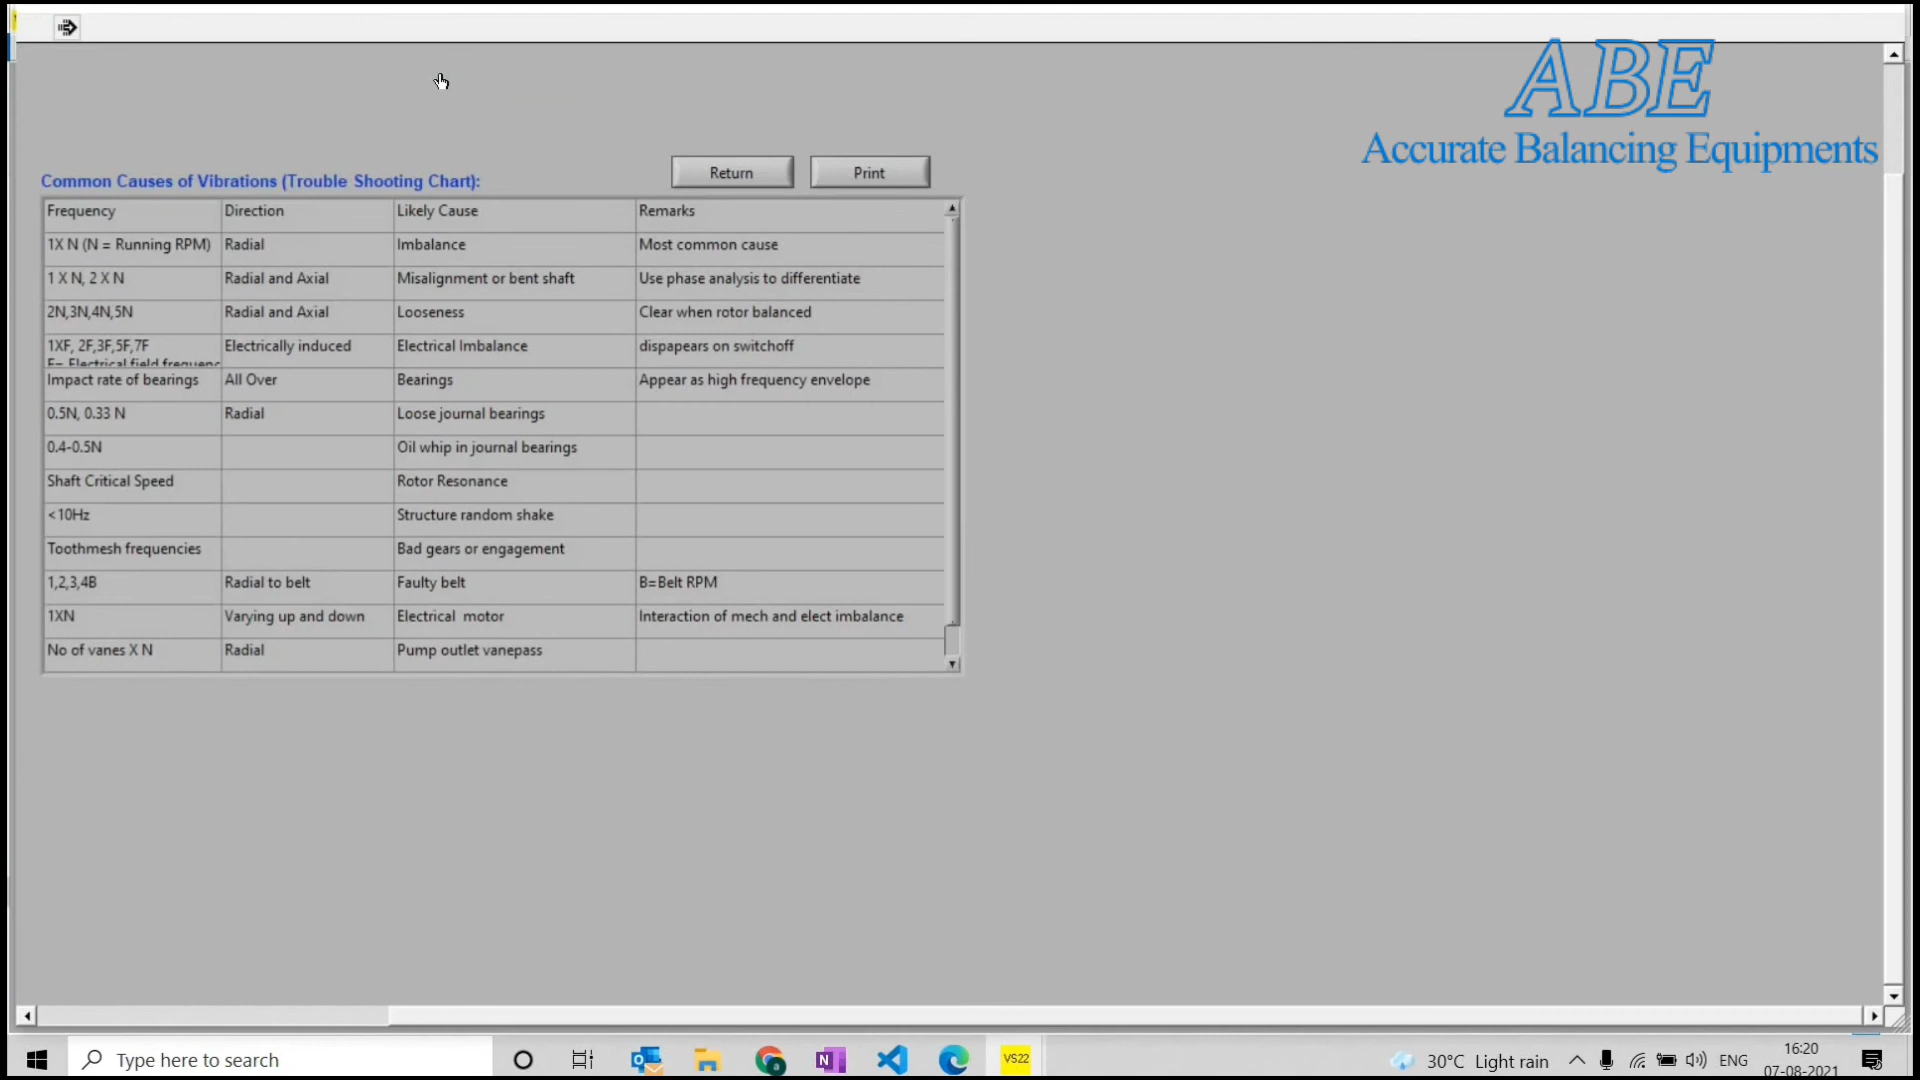 ABE
Accurate Balancing Equipments
Return Print
Common Causes of Vibrations (Trouble Shooting Chart):
Frequency Direction Likely Cause Remarks
1X N (N = Running RPM) Radial Imbalance Most common cause
1 X N, 2 X N Radial and Axial Misalignment or bent shaft Use phase analysis to differentiate
2N,3N,4N,5N Radial and Axial Looseness Clear when rotor balanced
1XF, 2F,3F,5F,7F Electrically induced Electrical Imbalance dispapears on switchoff
F= Electrical field frequenc
Impact rate of bearings All Over Bearings Appear as high frequency envelope
0.5N, 0.33 N Radial Loose journal bearings
0.4-0.5N Oil whip in journal bearings
Shaft Critical Speed Rotor Resonance
<10Hz Structure random shake
Toothmesh frequencies Bad gears or engagement
1,2,3,4B Radial to belt Faulty belt B=Belt RPM
1XN Varying up and down Electrical motor Interaction of mech and elect imbalance
No of vanes X N Radial Pump outlet vanepass
Type here to search VS22 30°C Light rain ENG 16:20
07-08-2021